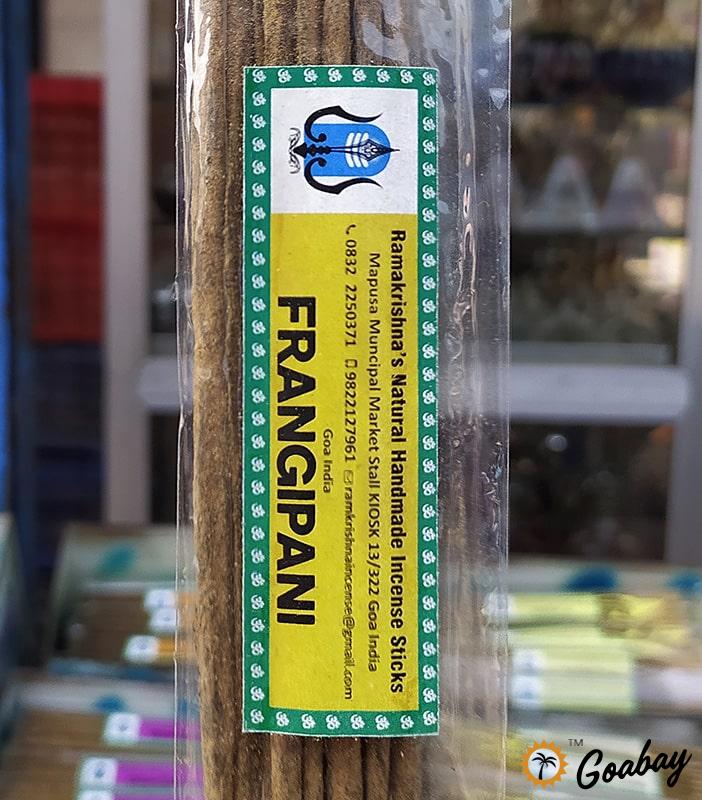 Ramakrishna's Natural Handmade Incense Sticks
Mapusa Muncipal Market Stall KIOSK 13/322 Goa India
0832 2250371 9822127961 ramkrishnaincense@gmail.com
Goa India
FRANGIPANI
TM
Goabay